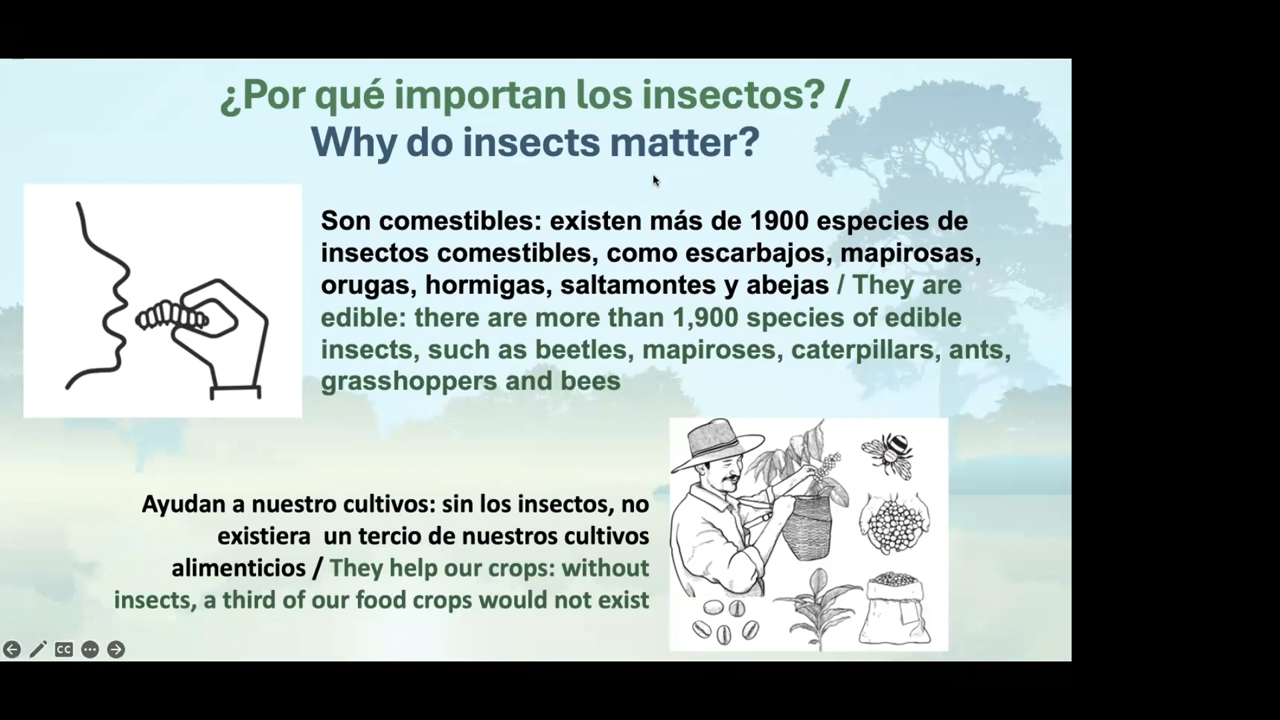 ¿Por qué importan los insectos? /
Why do insects matter?
Son comestibles: existen más de 1900 especies de
insectos comestibles, como escarbajos, mapirosas,
orugas, hormigas, saltamontes y abejas / They are
edible: there are more than 1,900 species of edible
insects, such as beetles, mapiroses, caterpillars, ants,
grasshoppers and bees
Ayudan a nuestro cultivos: sin los insectos, no
existiera un tercio de nuestros cultivos
alimenticios / They help our crops: without
insects, a third of our food crops would not exist
CC